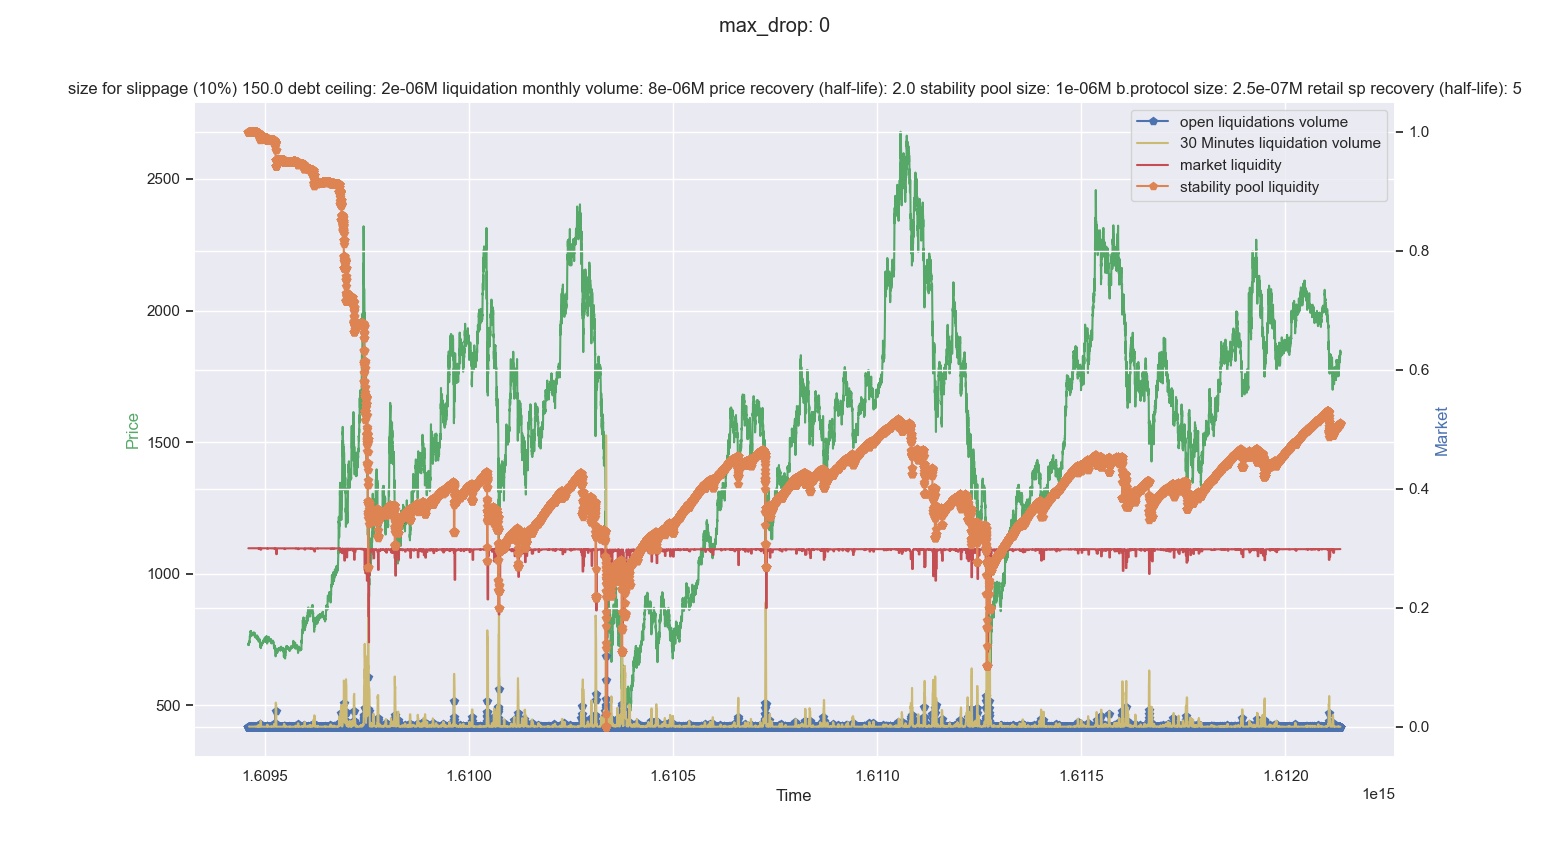 max_drop: 0
size for slippage (10%) 150.0 debt ceiling: 2e-06M liquidation monthly volume: 8e-06M price recovery (half-life): 2.0 stability pool size: 1e-06M b.protocol size: 2.5e-07M retail sp recovery (half-life): 5
open liquidations volume
30 Minutes liquidation volume
market liquidity
stability pool liquidity
2500
2000
1500
1000
500
Price
1.0
0.8
0.6
0.4
0.2
0.0
Market
1.6095 1.6100 1.6105 1.6110 1.6115 1.6120
Time
1e15